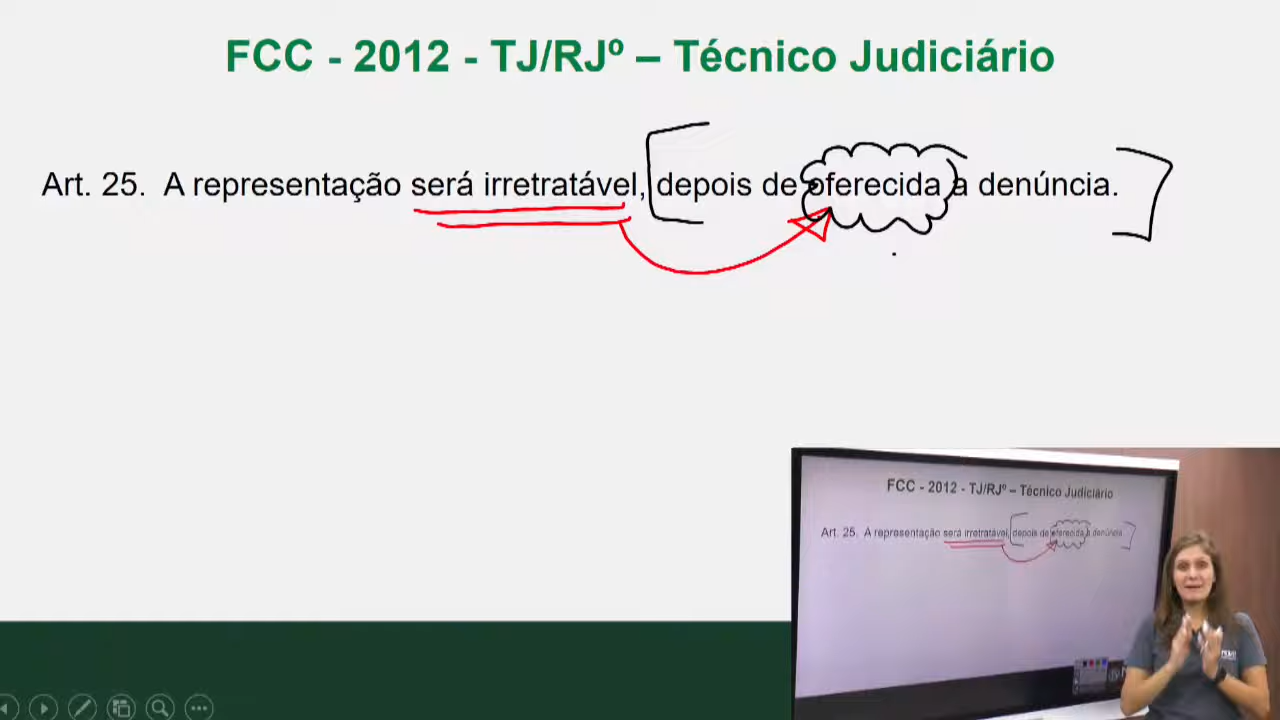 FCC - 2012 - TJ/RJº – Técnico Judiciário
Art. 25. A representação será irretratável, depois de oferecida a denúncia.
FCC - 2012 - TJ/RJº – Técnico Judiciário
Art. 25. A representação será irretratável, depois de oferecida a denúncia.